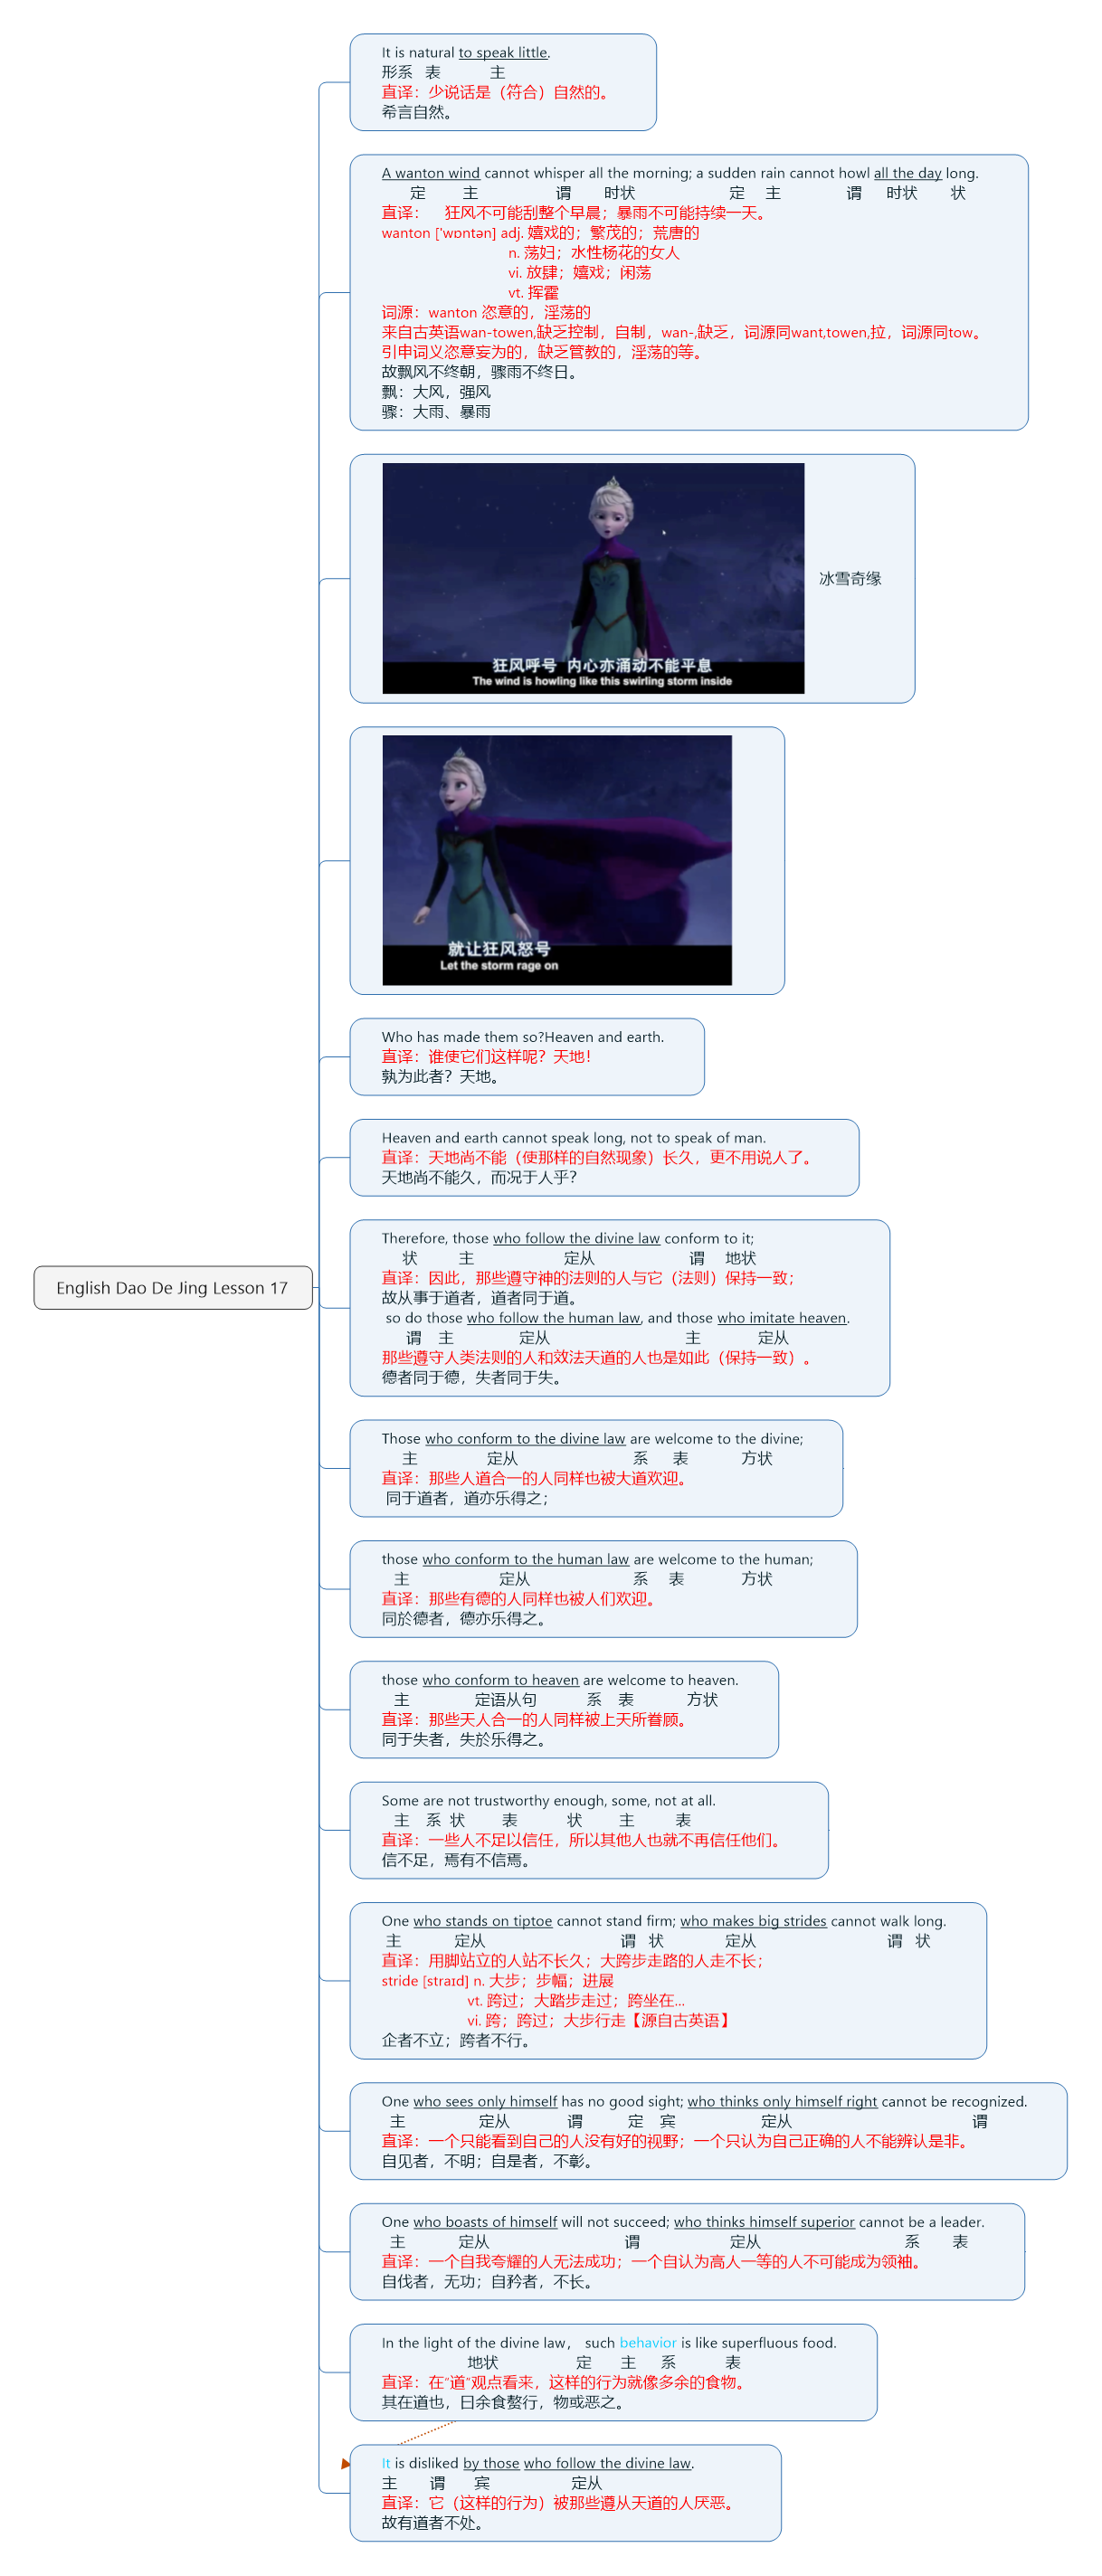 English Dao De Jing Lesson 17
It is natural to speak little.
形系 表 主
直译：少说话是（符合）自然的。
希言自然。
A wanton wind cannot whisper all the morning; a sudden rain cannot howl all the day long.
定 主 谓 时状 定 主 谓 时状 状
直译： 狂风不可能刮整个早晨；暴雨不可能持续一天。
wanton ['wɒntən] adj. 嬉戏的；繁茂的；荒唐的
n. 荡妇；水性杨花的女人
vi. 放肆；嬉戏；闲荡
vt. 挥霍
词源：wanton 恣意的，淫荡的
来自古英语wan-towen,缺乏控制，自制，wan-,缺乏，词源同want,towen,拉，词源同tow。
引申词义恣意妄为的，缺乏管教的，淫荡的等。
故飘风不终朝，骤雨不终日。
飘：大风，强风
骤：大雨、暴雨
狂风呼号 内心亦涌动不能平息
The wind is howling like this swirling storm inside
冰雪奇缘
就让狂风怒号
Let the storm rage on
Who has made them so?Heaven and earth.
直译：谁使它们这样呢？天地！
孰为此者？天地。
Heaven and earth cannot speak long, not to speak of man.
直译：天地尚不能（使那样的自然现象）长久，更不用说人了。
天地尚不能久，而况于人乎？
Therefore, those who follow the divine law conform to it;
状 主 定从 谓 地状
直译：因此，那些遵守神的法则的人与它（法则）保持一致；
故从事于道者，道者同于道。
so do those who follow the human law, and those who imitate heaven.
谓 主 定从 主 定从
那些遵守人类法则的人和效法天道的人也是如此（保持一致）。
德者同于德，失者同于失。
Those who conform to the divine law are welcome to the divine;
主 定从 系 表 方状
直译：那些人道合一的人同样也被大道欢迎。
同于道者，道亦乐得之；
those who conform to the human law are welcome to the human;
主 定从 系 表 方状
直译：那些有德的人同样也被人们欢迎。
同於德者，德亦乐得之。
those who conform to heaven are welcome to heaven.
主 定语从句 系 表 方状
直译：那些天人合一的人同样被上天所眷顾。
同于失者，失於乐得之。
Some are not trustworthy enough, some, not at all.
主 系 状 表 状 主 表
直译：一些人不足以信任，所以其他人也就不再信任他们。
信不足，焉有不信焉。
One who stands on tiptoe cannot stand firm; who makes big strides cannot walk long.
主 定从 谓 状 定从 谓 状
直译：用脚站立的人站不长久；大跨步走路的人走不长；
stride [straɪd] n. 大步；步幅；进展
vt. 跨过；大踏步走过；跨坐在…
vi. 跨；跨过；大步行走【源自古英语】
企者不立；跨者不行。
One who sees only himself has no good sight; who thinks only himself right cannot be recognized.
主 定从 谓 定 宾 定从 谓
直译：一个只能看到自己的人没有好的视野；一个只认为自己正确的人不能辨认是非。
自见者，不明；自是者，不彰。
One who boasts of himself will not succeed; who thinks himself superior cannot be a leader.
主 定从 谓 定从 系 表
直译：一个自我夸耀的人无法成功；一个自认为高人一等的人不可能成为领袖。
自伐者，无功；自矜者，不长。
In the light of the divine law， such behavior is like superfluous food.
地状 定 主 系 表
直译：在“道”观点看来，这样的行为就像多余的食物。
其在道也，曰余食螯行，物或恶之。
It is disliked by those who follow the divine law.
主 谓 宾 定从
直译：它（这样的行为）被那些遵从天道的人厌恶。
故有道者不处。